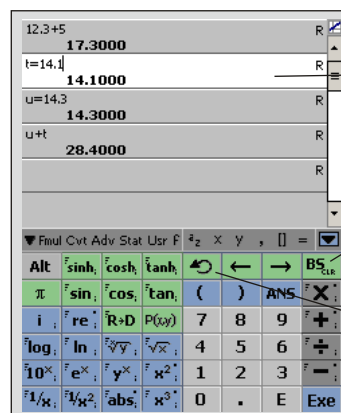 12.3+5 R
17.3000
t=14.1 R
14.1000
u=14.3 R
14.3000
u+t R
28.4000
R
▼ Fmul Cvt Adv Stat Usr F ª z × y , [] = ▼
Alt sinh cosh tanh ← → BS CLR
π sin cos tan ( ) ANS X
i re R→D P(x,y) 7 8 9 +
log ln ˣ√y √x 4 5 6 ÷
10ˣ eˣ yˣ x² 1 2 3 −
1/x 1/x² abs x³ 0 . E Exe